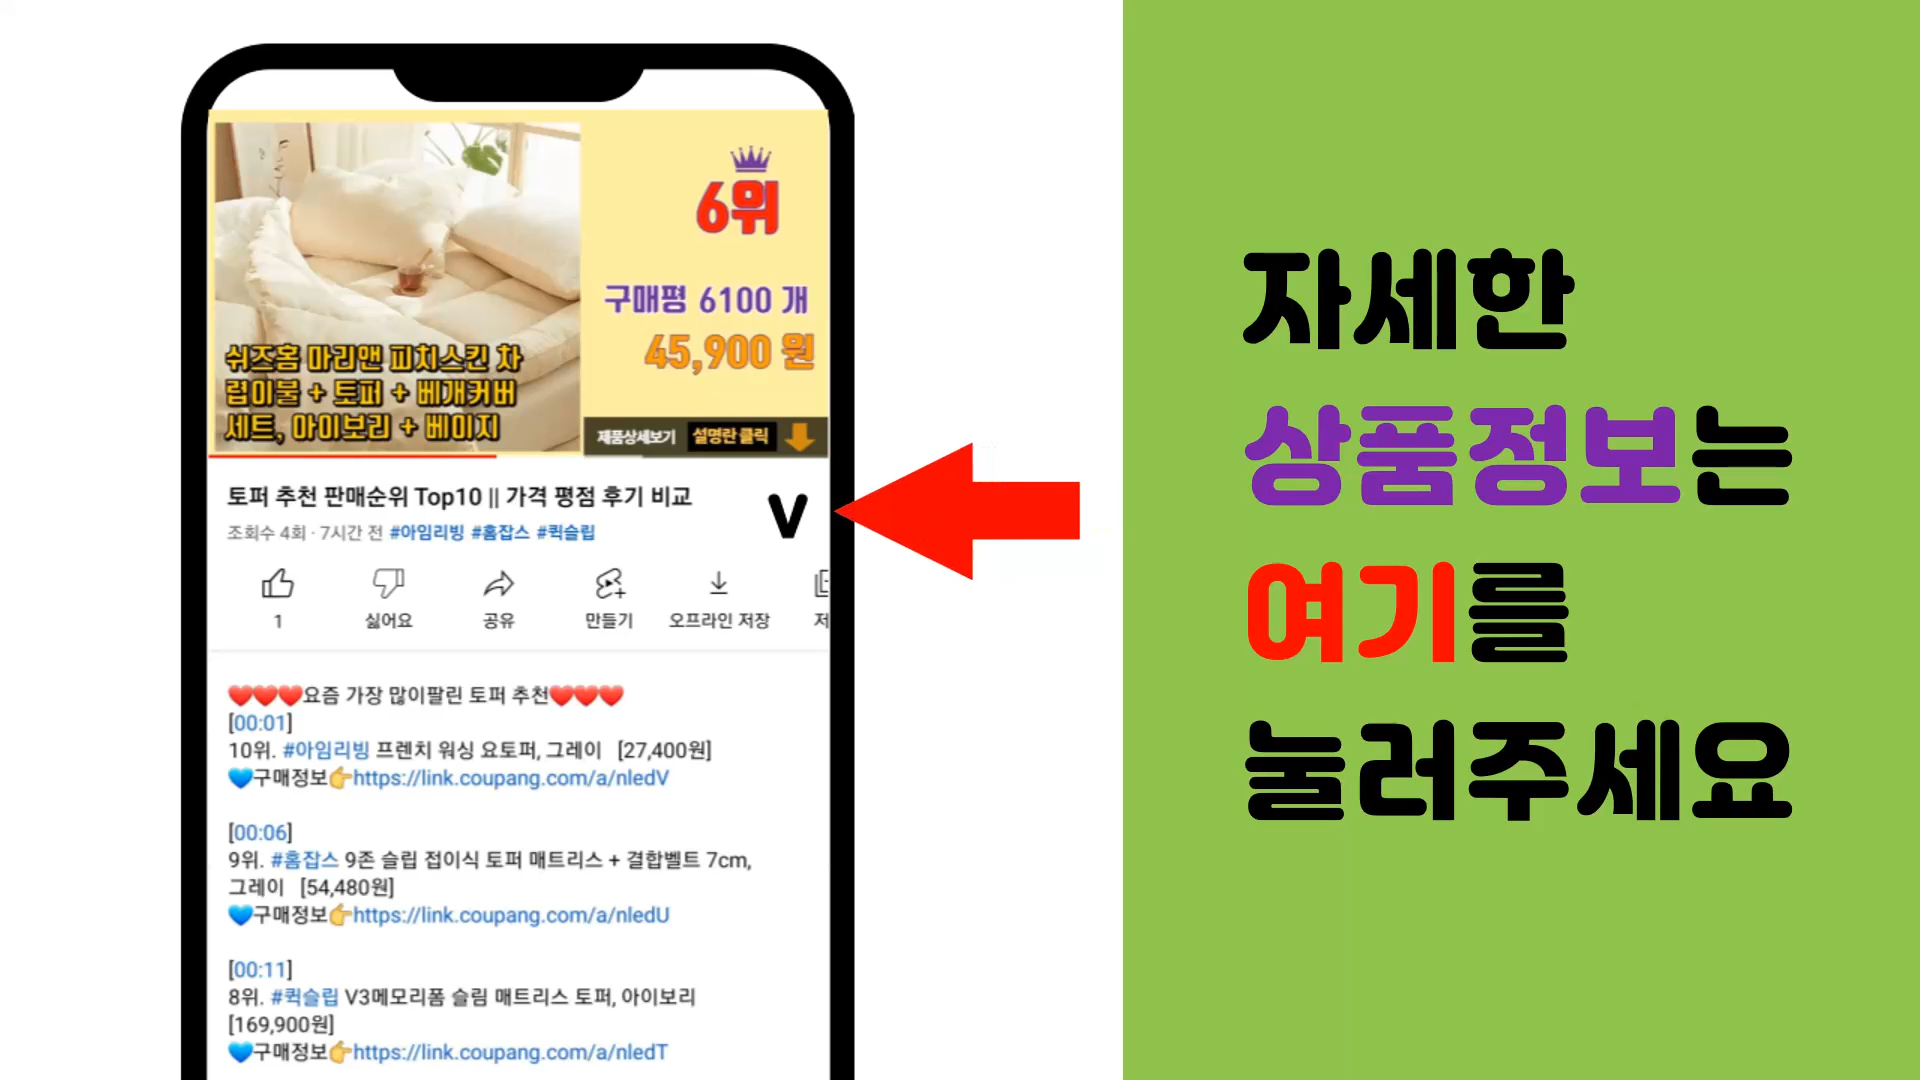 6위
구매평 6100 개
45,900 원
쉬즈홈 마리앤 피치스킨 차
렵이불 + 토퍼 + 베개커버
세트, 아이보리 + 베이지
제품상세보기 설명란 클릭
토퍼 추천 판매순위 Top10 || 가격 평점 후기 비교
V
조회수 4회 · 7시간 전 #아임리빙 #홈잡스 #퀵슬립
1
싫어요
공유
만들기
오프라인 저장
저
❤️❤️❤️요즘 가장 많이팔린 토퍼 추천❤️❤️❤️
[00:01]
10위. #아임리빙 프렌치 워싱 요토퍼, 그레이 [27,400원]
💙구매정보👉https://link.coupang.com/a/nledV
[00:06]
9위. #홈잡스 9존 슬립 접이식 토퍼 매트리스 + 결합벨트 7cm,
그레이 [54,480원]
💙구매정보👉https://link.coupang.com/a/nledU
[00:11]
8위. #퀵슬립 V3메모리폼 슬림 매트리스 토퍼, 아이보리
[169,900원]
💙구매정보👉https://link.coupang.com/a/nledT
자세한
상품정보는
여기를
눌러주세요